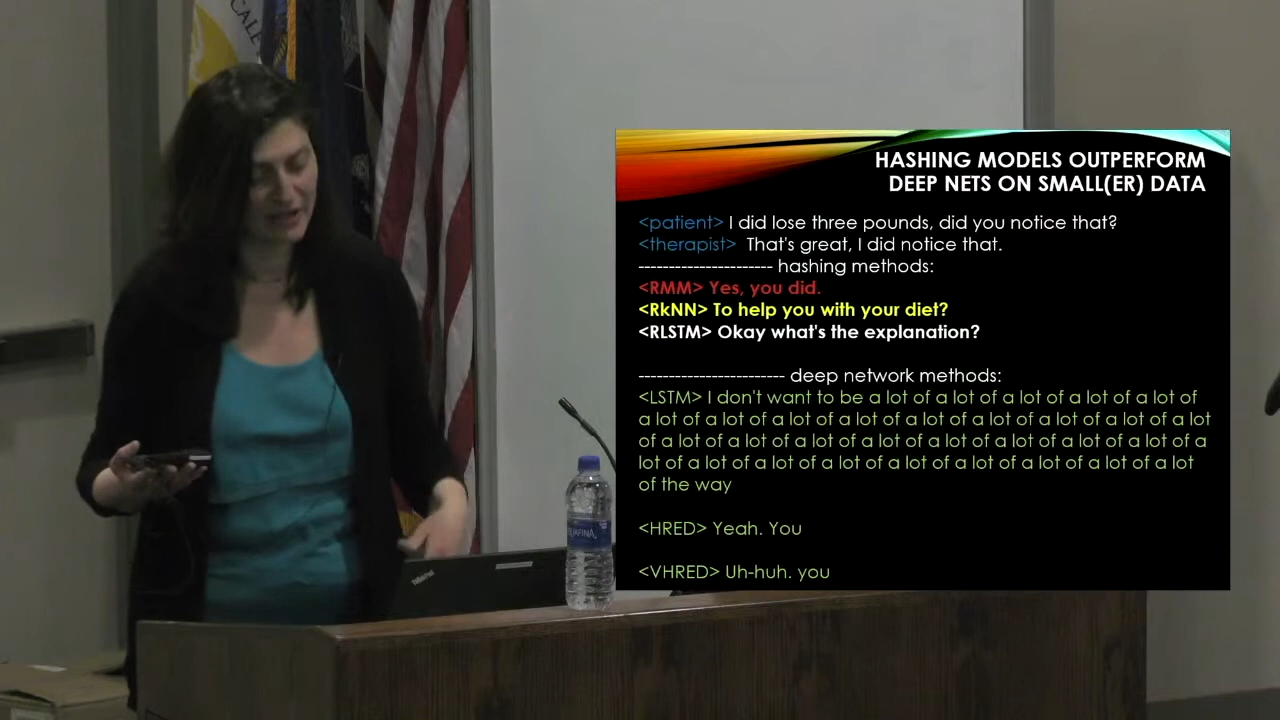 HASHING MODELS OUTPERFORM
DEEP NETS ON SMALL(ER) DATA
<patient> I did lose three pounds, did you notice that?
<therapist> That's great, I did notice that.
---------------------- hashing methods:
<RMM> Yes, you did.
<RkNN> To help you with your diet?
<RLSTM> Okay what's the explanation?
------------------------ deep network methods:
<LSTM> I don't want to be a lot of a lot of a lot of a lot of a lot of
a lot of a lot of a lot of a lot of a lot of a lot of a lot of a lot of a lot
of a lot of a lot of a lot of a lot of a lot of a lot of a lot of a lot of a
lot of a lot of a lot of a lot of a lot of a lot of a lot of a lot of a lot
of the way
<HRED> Yeah. You
<VHRED> Uh-huh. you
ThinkPad